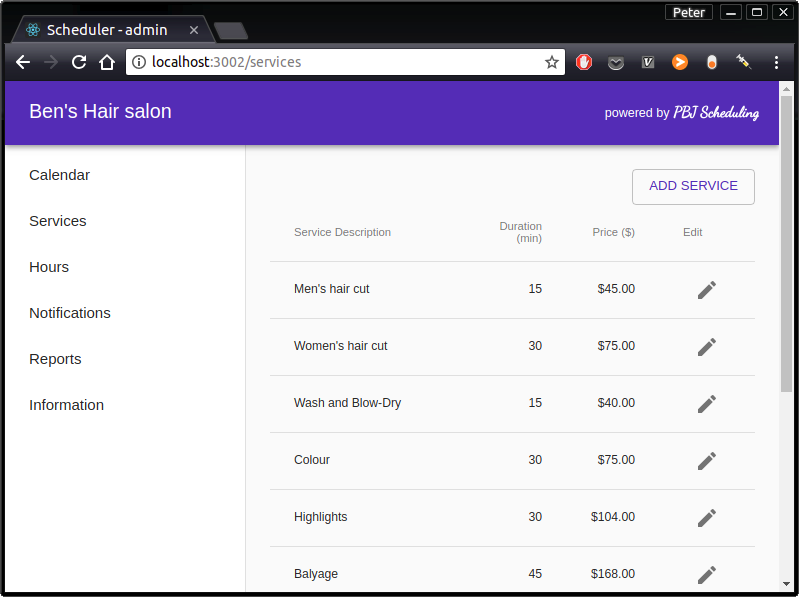 Peter
Scheduler - admin
localhost:3002/services
Ben's Hair salon
powered by PBJ Scheduling
Calendar
Services
Hours
Notifications
Reports
Information
ADD SERVICE
Service Description Duration (min) Price ($) Edit
Men's hair cut 15 $45.00
Women's hair cut 30 $75.00
Wash and Blow-Dry 15 $40.00
Colour 30 $75.00
Highlights 30 $104.00
Balyage 45 $168.00